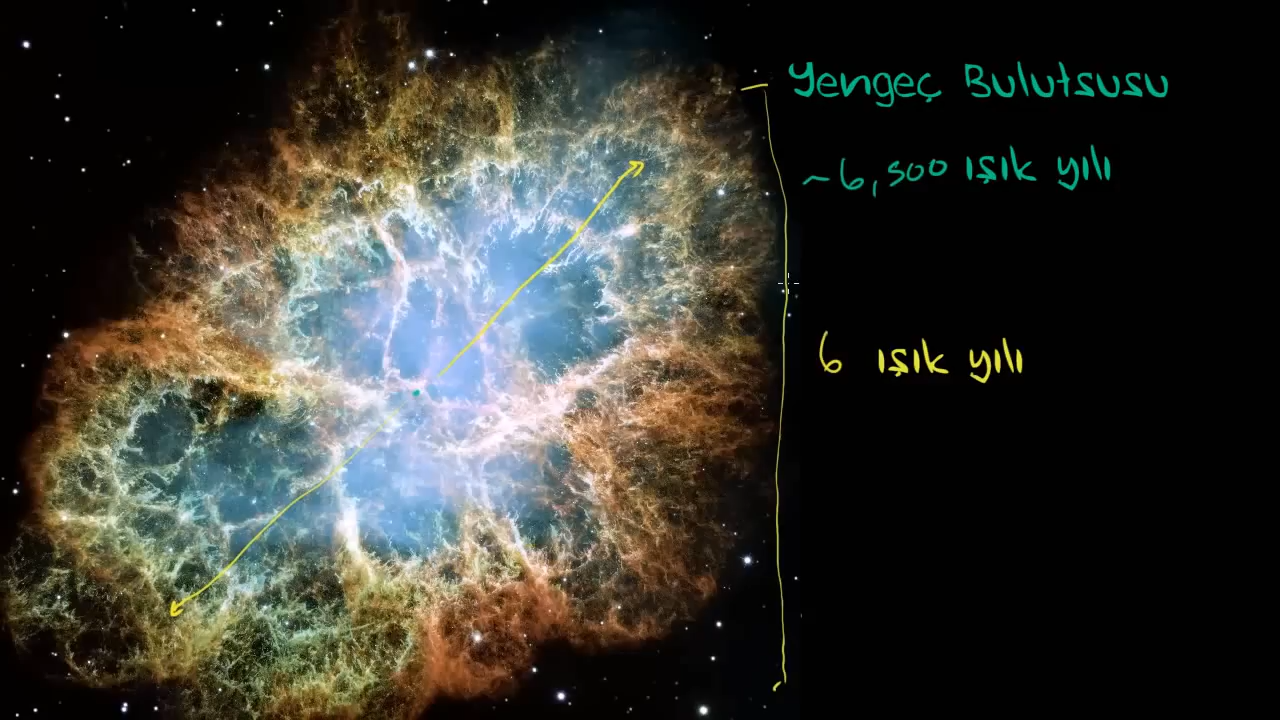 Yengeç Bulutsusu
~6,500 ışık yılı
6 ışık yılı